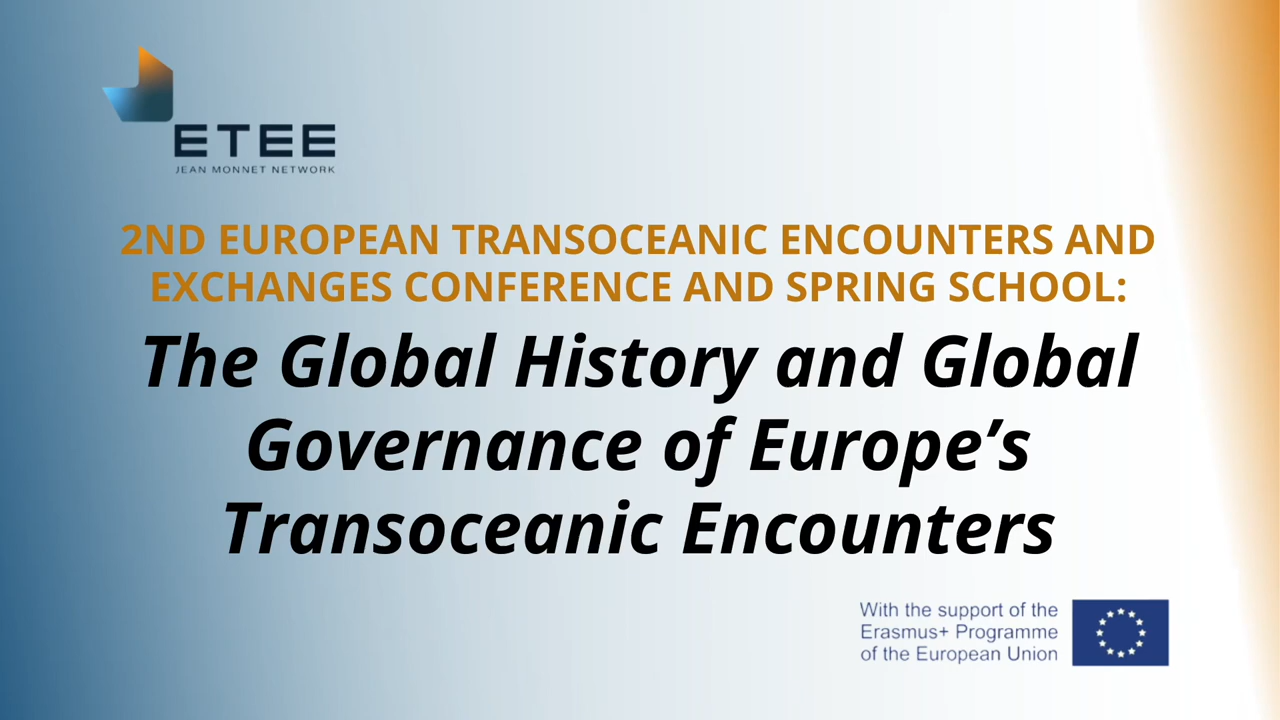 ETEE
JEAN MONNET NETWORK
2ND EUROPEAN TRANSOCEANIC ENCOUNTERS AND
EXCHANGES CONFERENCE AND SPRING SCHOOL:
The Global History and Global
Governance of Europe’s
Transoceanic Encounters
With the support of the
Erasmus+ Programme
of the European Union